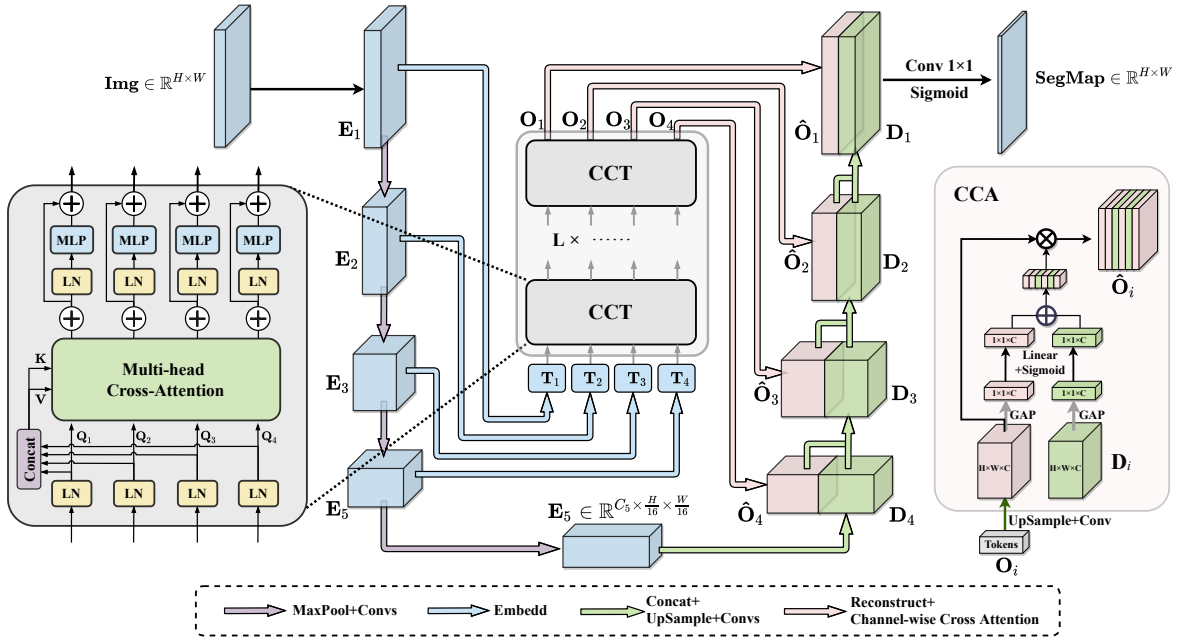 Img ∈ ℝ^{H×W}
E₁
O₁ O₂ O₃ O₄
Conv 1×1
Sigmoid
SegMap ∈ ℝ^{H×W}
Ô₁ D₁
CCT
L × ······
CCT
T₁ T₂ T₃ T₄
E₂
E₃
E₅
E₅ ∈ ℝ^{C₅×H/16×W/16}
Ô₂ D₂
Ô₃ D₃
Ô₄ D₄
MLP MLP MLP MLP
LN LN LN LN
K
V
Multi-head
Cross-Attention
Concat
Q₁ Q₂ Q₃ Q₄
LN LN LN LN
CCA
Ôᵢ
1×1×C 1×1×C
Linear
+Sigmoid
1×1×C 1×1×C
GAP GAP
H×W×C H×W×C
Dᵢ
UpSample+Conv
Tokens
Oᵢ
MaxPool+Convs
Embedd
Concat+
UpSample+Convs
Reconstruct+
Channel-wise Cross Attention